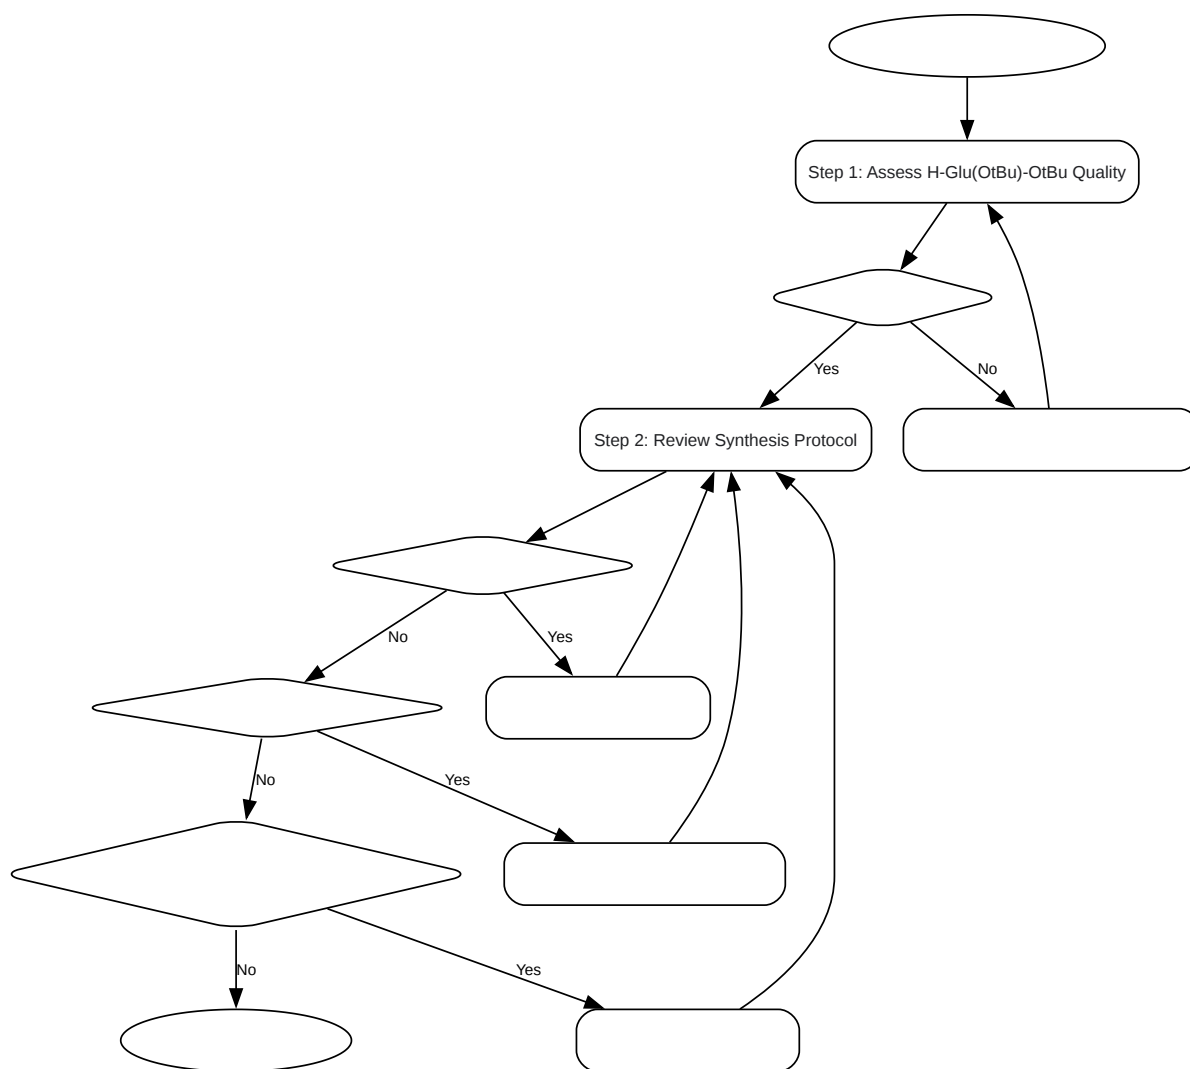 Step 1: Assess H-Glu(OtBu)-OtBu Quality
Yes
No
Step 2: Review Synthesis Protocol
No
Yes
No
Yes
No
Yes